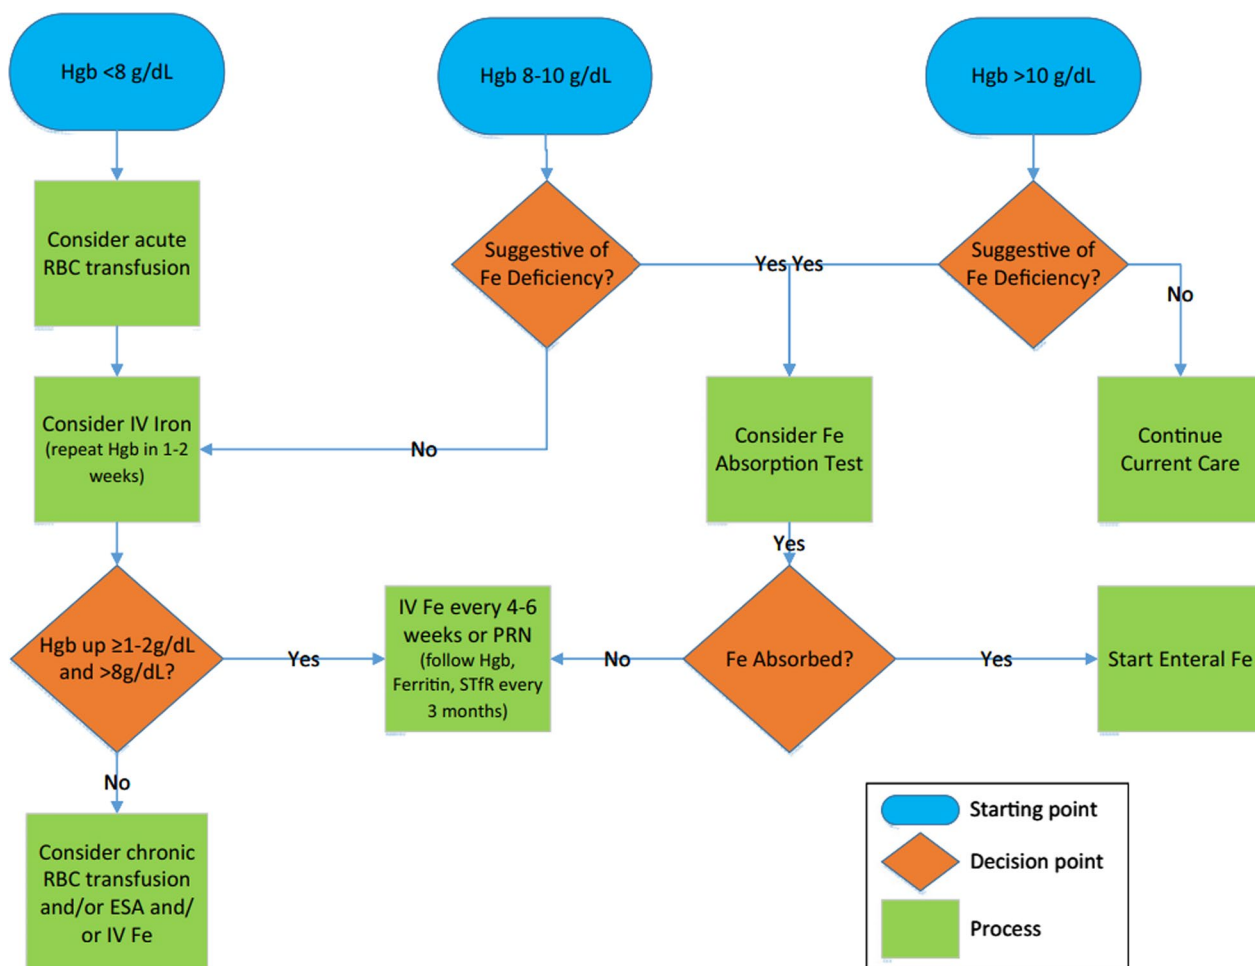 Hgb <8 g/dL
Hgb 8-10 g/dL
Hgb >10 g/dL
Consider acute
RBC transfusion
Suggestive of
Fe Deficiency?
Yes
Yes
Suggestive of
Fe Deficiency?
No
Consider IV Iron
(repeat Hgb in 1-2
weeks)
No
Consider Fe
Absorption Test
Continue
Current Care
Yes
Hgb up ≥1-2g/dL
and >8g/dL?
Yes
IV Fe every 4-6
weeks or PRN
(follow Hgb,
Ferritin, STfR every
3 months)
No
Fe Absorbed?
Yes
Start Enteral Fe
No
Consider chronic
RBC transfusion
and/or ESA and/
or IV Fe
Starting point
Decision point
Process